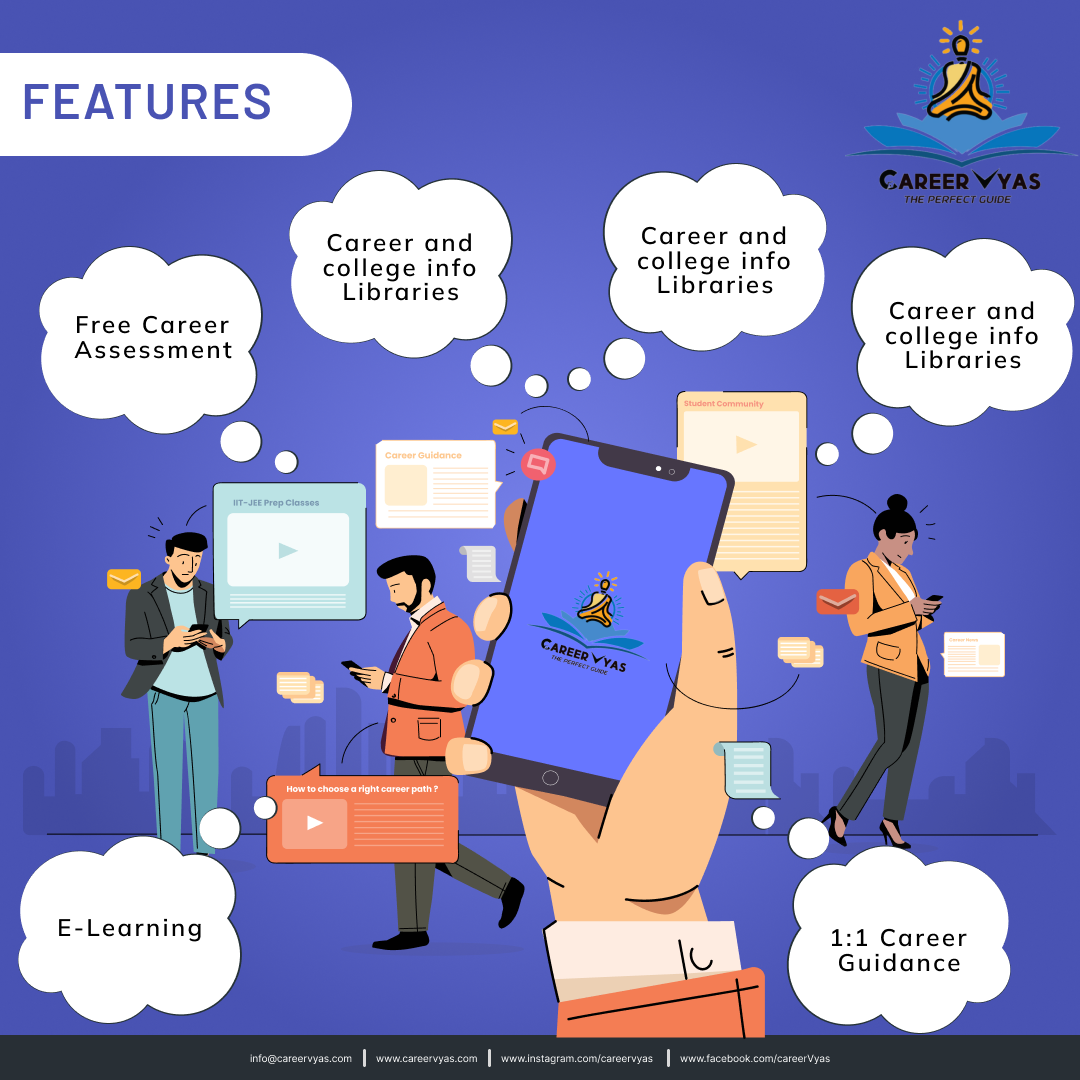 FEATURES
CAREER VYAS
THE PERFECT GUIDE
Career and
college info
Libraries
Career and
college info
Libraries
Free Career
Assessment
Career and
college info
Libraries
Student Community
Career Guidance
IIT-JEE Prep Classes
CAREER VYAS
THE PERFECT GUIDE
How to choose a right career path ?
E-Learning
1:1 Career
Guidance
info@careervyas.com
www.careervyas.com
www.instagram.com/careervyas
www.facebook.com/careerVyas